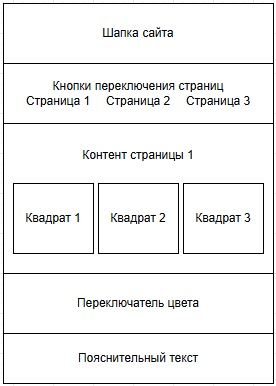 Шапка сайта
Кнопки переключения страниц
Страница 1 Страница 2 Страница 3
Контент страницы 1
Квадрат 1 Квадрат 2 Квадрат 3
Переключатель цвета
Пояснительный текст